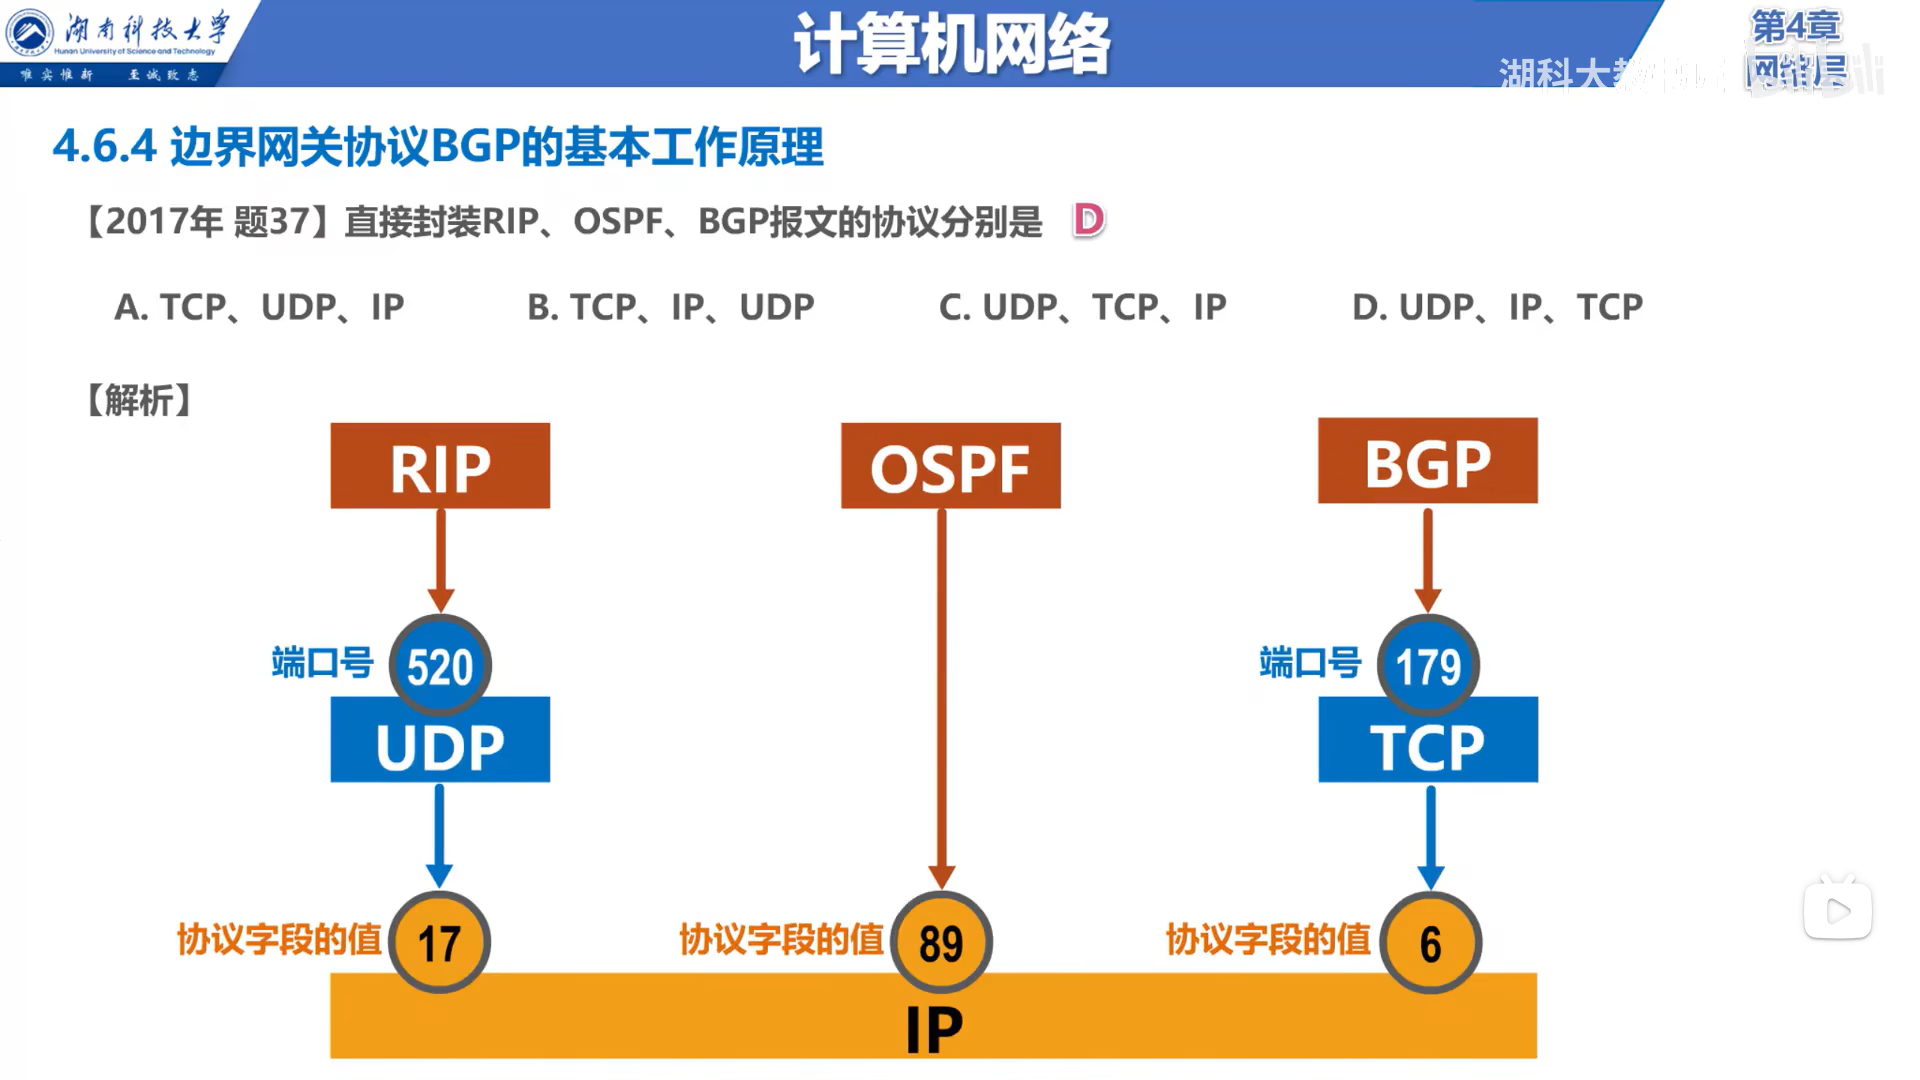 湖南科技大学
Hunan University of Science and Technology
唯实惟新 至诚致志
计算机网络
第4章
网络层
湖科大教
4.6.4 边界网关协议BGP的基本工作原理
【2017年 题37】直接封装RIP、OSPF、BGP报文的协议分别是 D
A. TCP、UDP、IP B. TCP、IP、UDP C. UDP、TCP、IP D. UDP、IP、TCP
【解析】
RIP OSPF BGP
端口号 520 端口号 179
UDP TCP
协议字段的值 17 协议字段的值 89 协议字段的值 6
IP